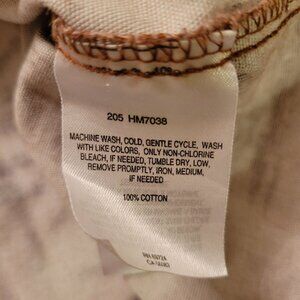 205 HM7038
MACHINE WASH, COLD, GENTLE CYCLE, WASH
WITH LIKE COLORS, ONLY NON-CHLORINE
BLEACH, IF NEEDED, TUMBLE DRY, LOW,
REMOVE PROMPTLY, IRON, MEDIUM,
IF NEEDED
100% COTTON